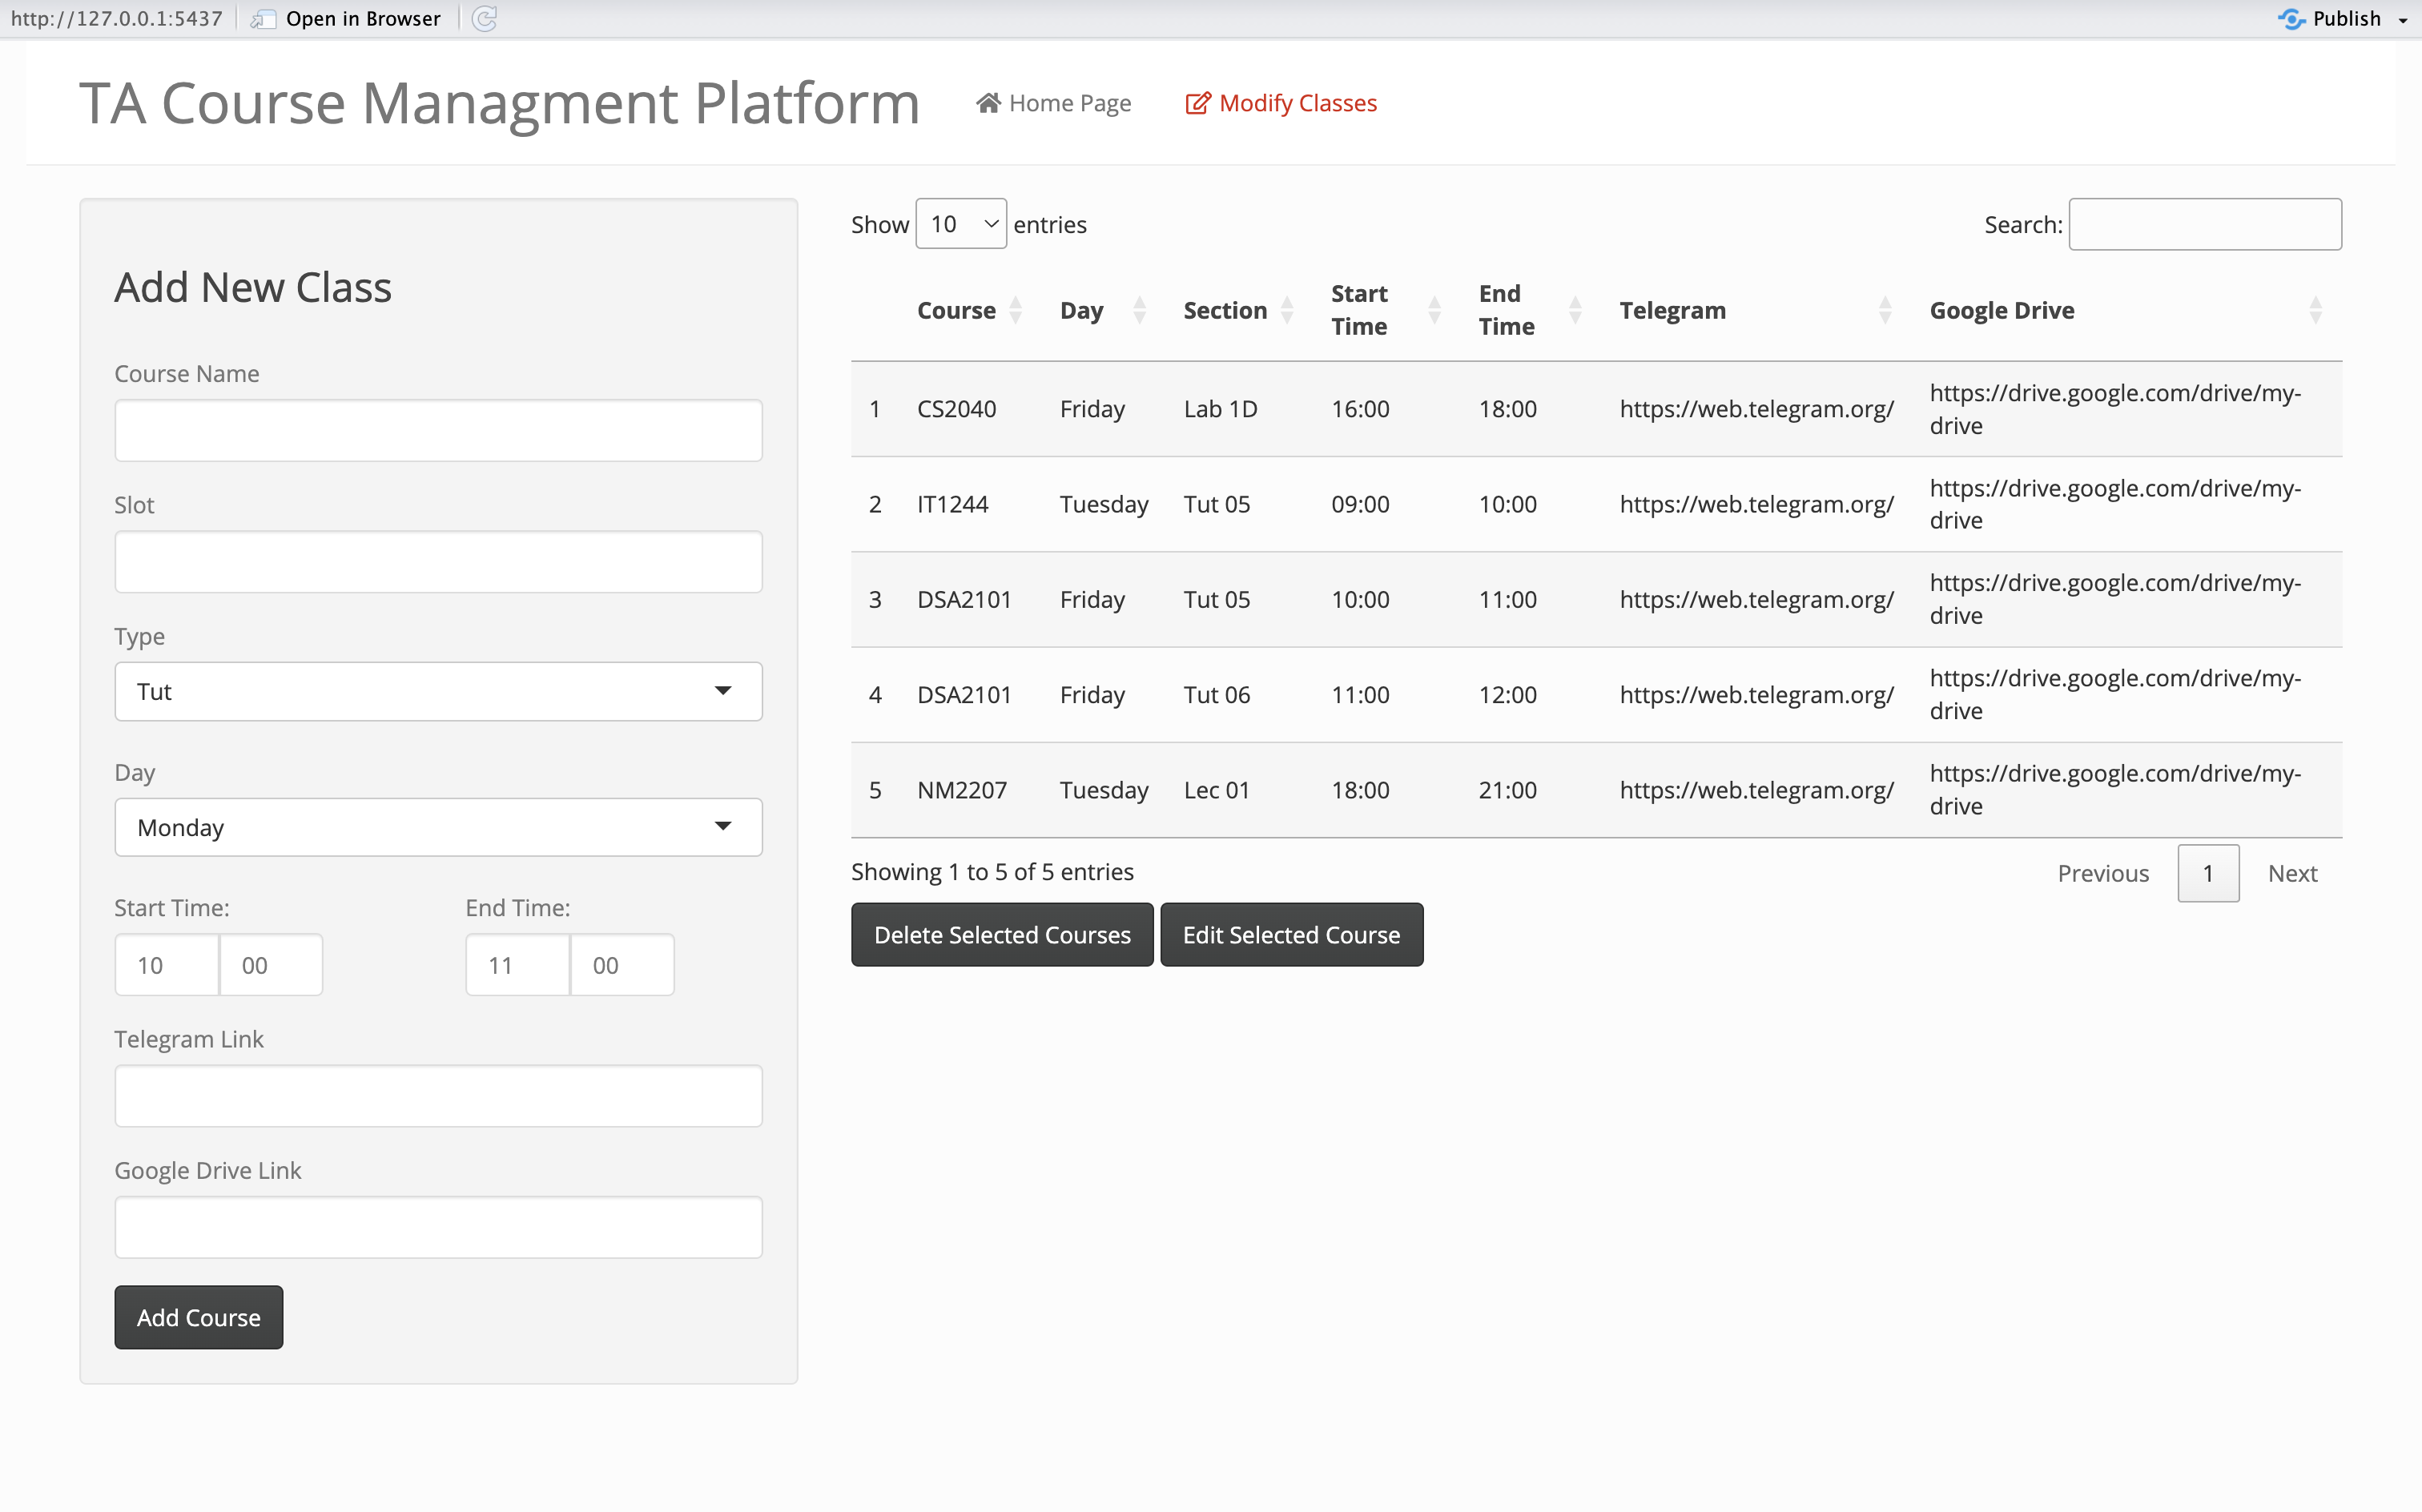 http://127.0.0.1:5437 Open in Browser Publish
TA Course Managment Platform Home Page Modify Classes
Add New Class
Course Name
Slot
Type
Tut
Day
Monday
Start Time: End Time:
10 00 11 00
Telegram Link
Google Drive Link
Add Course
Show 10 entries Search:
Course Day Section Start Time End Time Telegram Google Drive
1 CS2040 Friday Lab 1D 16:00 18:00 https://web.telegram.org/ https://drive.google.com/drive/my-drive
2 IT1244 Tuesday Tut 05 09:00 10:00 https://web.telegram.org/ https://drive.google.com/drive/my-drive
3 DSA2101 Friday Tut 05 10:00 11:00 https://web.telegram.org/ https://drive.google.com/drive/my-drive
4 DSA2101 Friday Tut 06 11:00 12:00 https://web.telegram.org/ https://drive.google.com/drive/my-drive
5 NM2207 Tuesday Lec 01 18:00 21:00 https://web.telegram.org/ https://drive.google.com/drive/my-drive
Showing 1 to 5 of 5 entries Previous 1 Next
Delete Selected Courses Edit Selected Course